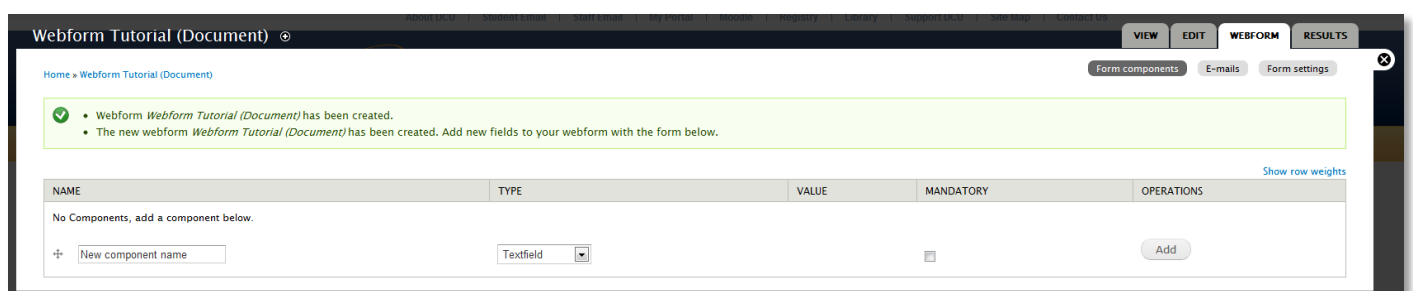 About DCU | Student Email | Staff Email | My Portal | Moodle | Registry | Library | Support DCU | Site Map | Contact Us
Webform Tutorial (Document)
VIEW EDIT WEBFORM RESULTS
Home » Webform Tutorial (Document)
Form components E-mails Form settings
• Webform Webform Tutorial (Document) has been created.
• The new webform Webform Tutorial (Document) has been created. Add new fields to your webform with the form below.
Show row weights
NAME TYPE VALUE MANDATORY OPERATIONS
No Components, add a component below.
New component name Textfield Add